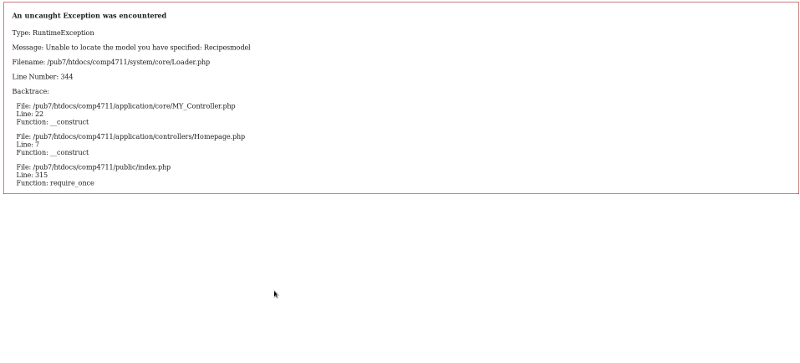 An uncaught Exception was encountered
Type: RuntimeException
Message: Unable to locate the model you have specified: Recipesmodel
Filename: /pub7/htdocs/comp4711/system/core/Loader.php
Line Number: 344
Backtrace:
File: /pub7/htdocs/comp4711/application/core/MY_Controller.php
Line: 22
Function: __construct
File: /pub7/htdocs/comp4711/application/controllers/Homepage.php
Line: 7
Function: __construct
File: /pub7/htdocs/comp4711/public/index.php
Line: 315
Function: require_once